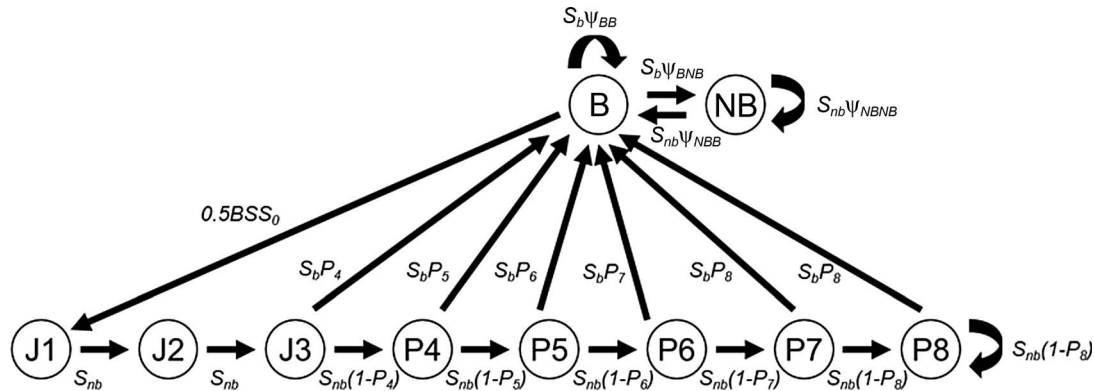 S_bψ_BB
S_bψ_BNB
B
NB
S_nbψ_NBNB
S_nbψ_NBB
0.5BSS_0
S_bP_4
S_bP_5
S_bP_6
S_bP_7
S_bP_8
S_bP_8
J1
J2
J3
P4
P5
P6
P7
P8
S_nb(1-P_8)
S_nb
S_nb
S_nb(1-P_4)
S_nb(1-P_5)
S_nb(1-P_6)
S_nb(1-P_7)
S_nb(1-P_8)